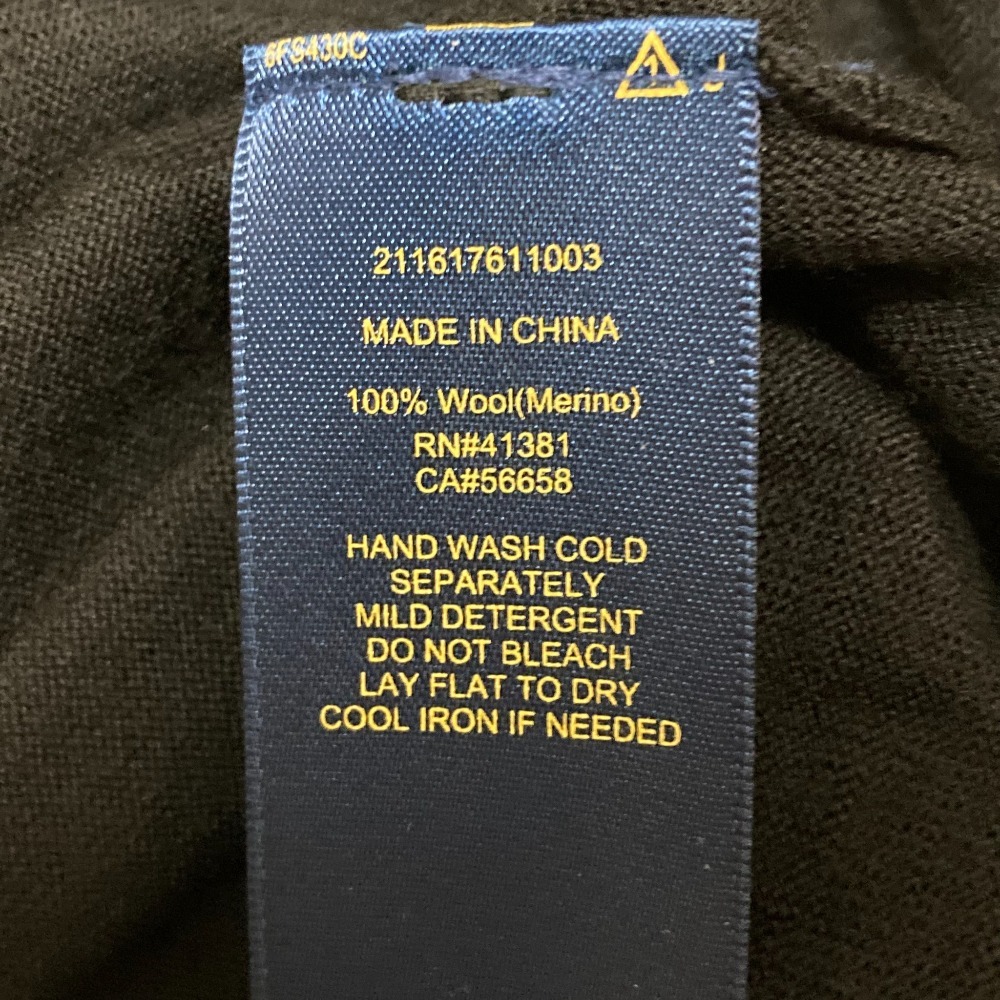 6FS430C 1
211617611003
MADE IN CHINA
100% Wool(Merino)
RN#41381
CA#56658
HAND WASH COLD
SEPARATELY
MILD DETERGENT
DO NOT BLEACH
LAY FLAT TO DRY
COOL IRON IF NEEDED